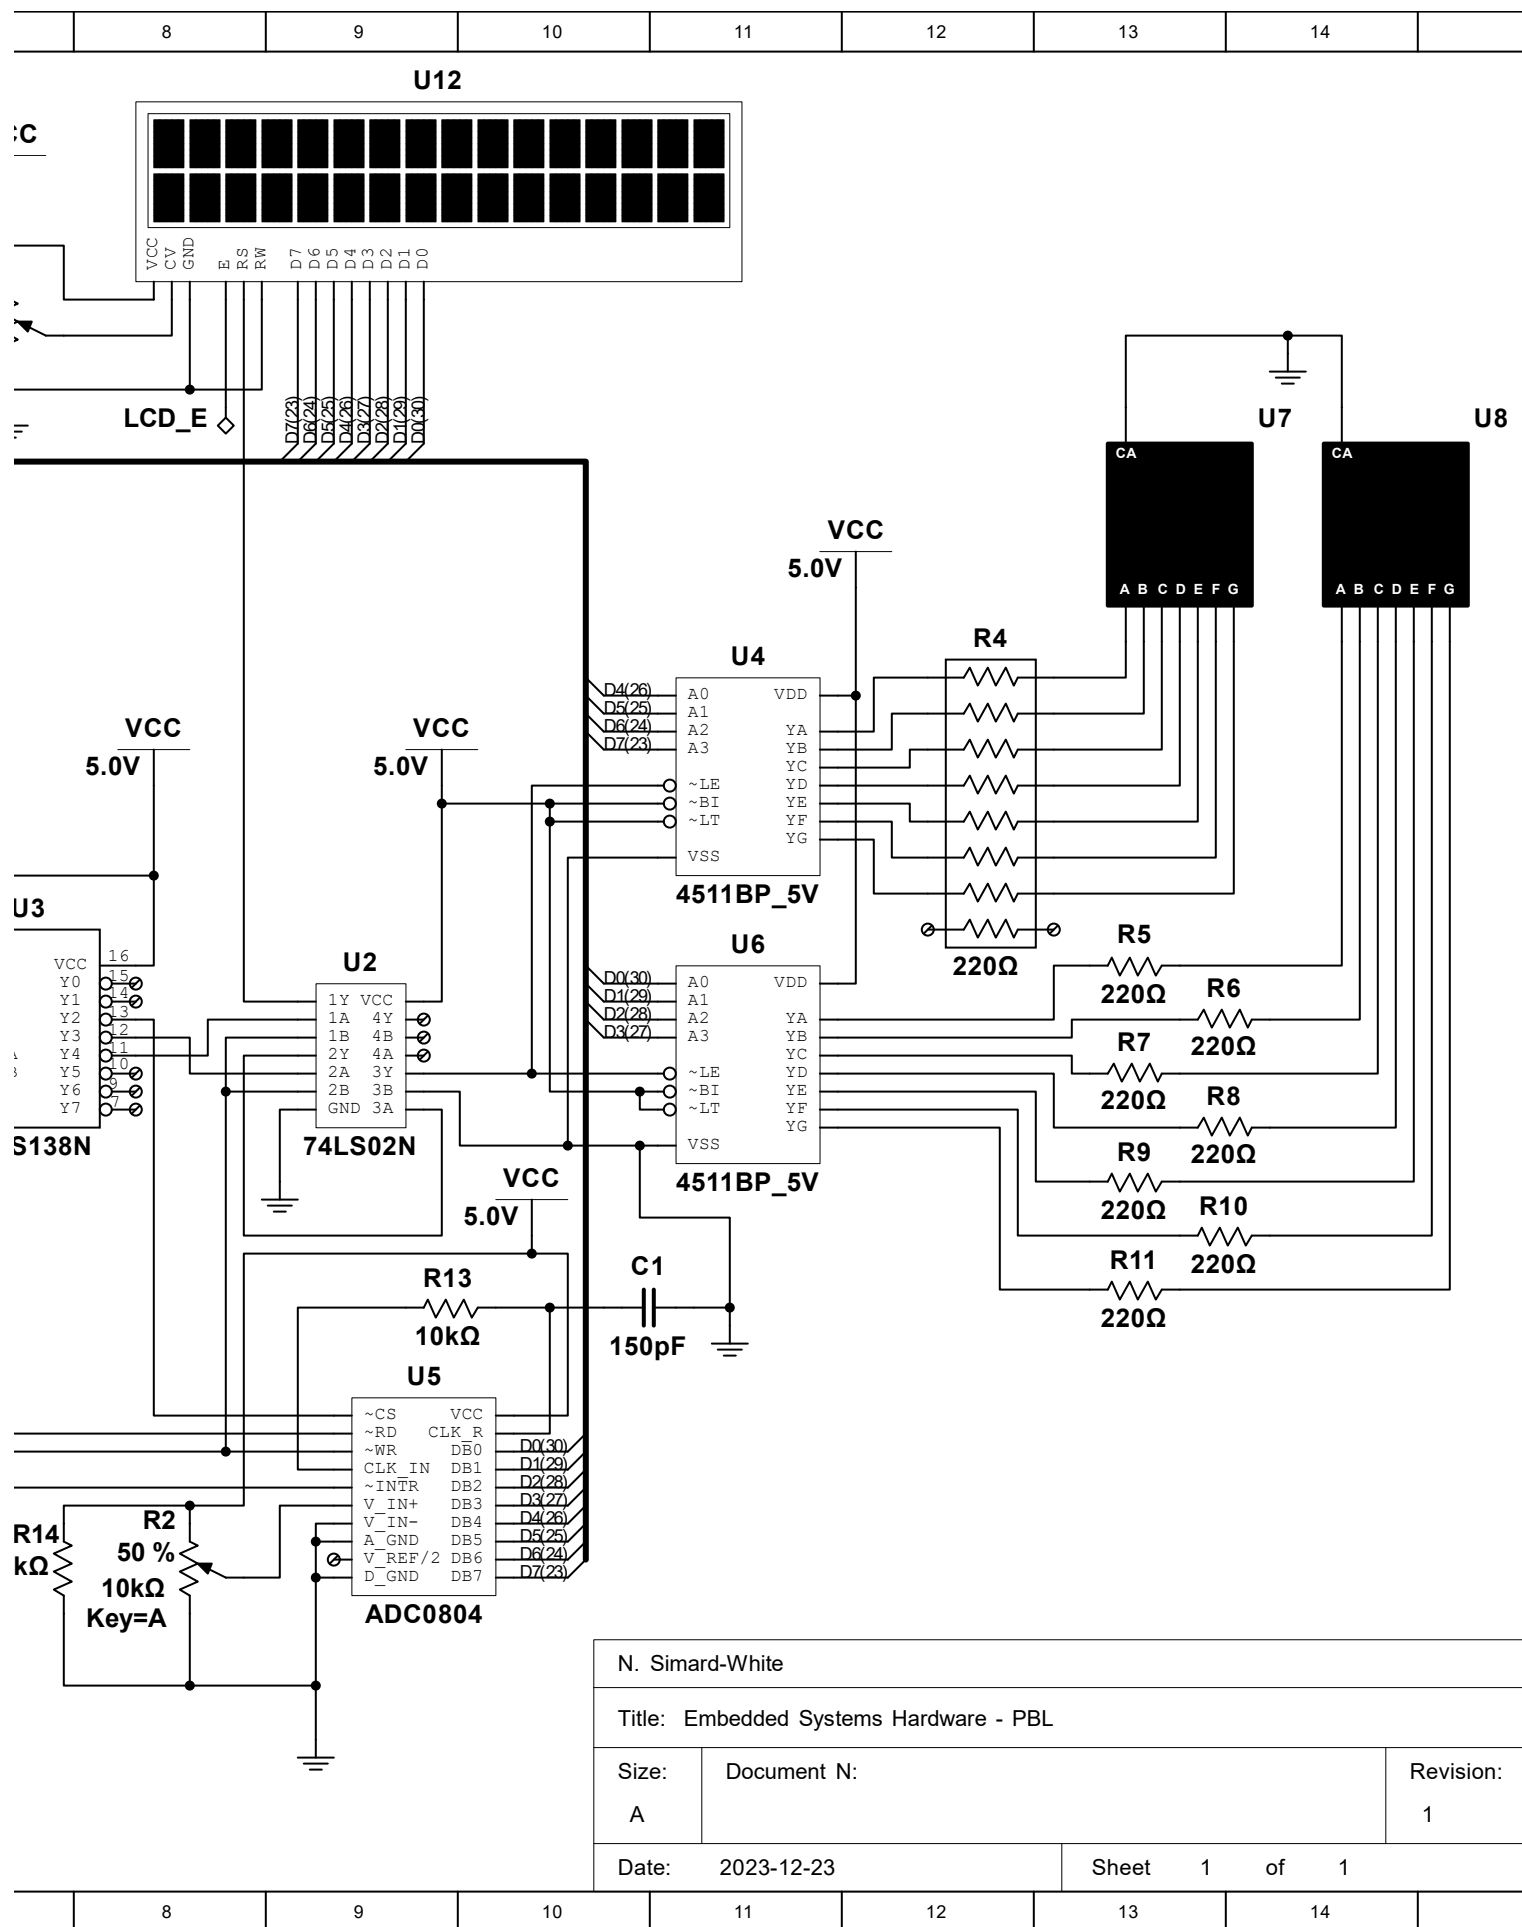 8 9 10 11 12 13 14
U12
CC
VCC CV GND E RS RW D7 D6 D5 D4 D3 D2 D1 D0
D7(23) D6(24) D5(25) D4(26) D3(27) D2(28) D1(29) D0(30)
LCD_E
U7
U8
CA
A B C D E F G
CA
A B C D E F G
VCC
5.0V
R4
220Ω
U4
D4(26) A0 VDD
D5(25) A1
D6(24) A2 YA
D7(23) A3 YB
YC
~LE YD
~BI YE
~LT YF
YG
VSS
4511BP_5V
VCC
5.0V
VCC
5.0V
U3
VCC 16
Y0 15
Y1 14
Y2 13
Y3 12
Y4 11
Y5 10
Y6 9
Y7 7
S138N
U2
1Y VCC
1A 4Y
1B 4B
2Y 4A
2A 3Y
2B 3B
GND 3A
74LS02N
U6
D0(30) A0 VDD
D1(29) A1
D2(28) A2 YA
D3(27) A3 YB
YC
~LE YD
~BI YE
~LT YF
YG
VSS
4511BP_5V
R5
220Ω
R6
220Ω
R7
220Ω
R8
220Ω
R9
220Ω
R10
220Ω
R11
220Ω
VCC
5.0V
R13
10kΩ
C1
150pF
U5
~CS VCC
~RD CLK_R
~WR DB0 D0(30)
CLK_IN DB1 D1(29)
~INTR DB2 D2(28)
V_IN+ DB3 D3(27)
V_IN- DB4 D4(26)
A_GND DB5 D5(25)
V_REF/2 DB6 D6(24)
D_GND DB7 D7(23)
ADC0804
R14
kΩ
R2
50 %
10kΩ
Key=A
N. Simard-White
Title: Embedded Systems Hardware - PBL
Size: Document N: Revision:
A 1
Date: 2023-12-23 Sheet 1 of 1
8 9 10 11 12 13 14